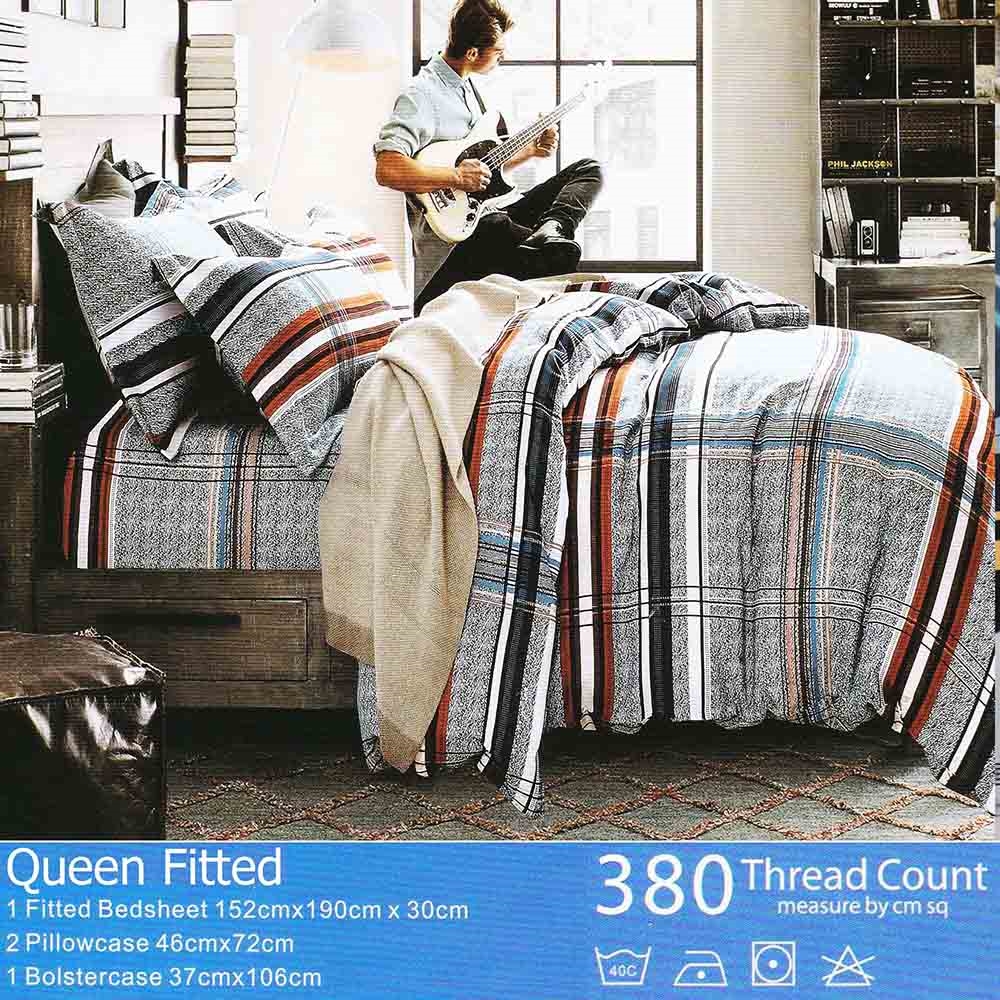 BEOWULF
PHIL JACKSON
Queen Fitted
1 Fitted Bedsheet 152cmx190cm x 30cm
2 Pillowcase 46cmx72cm
1 Bolstercase 37cmx106cm
380 Thread Count
measure by cm sq
40C